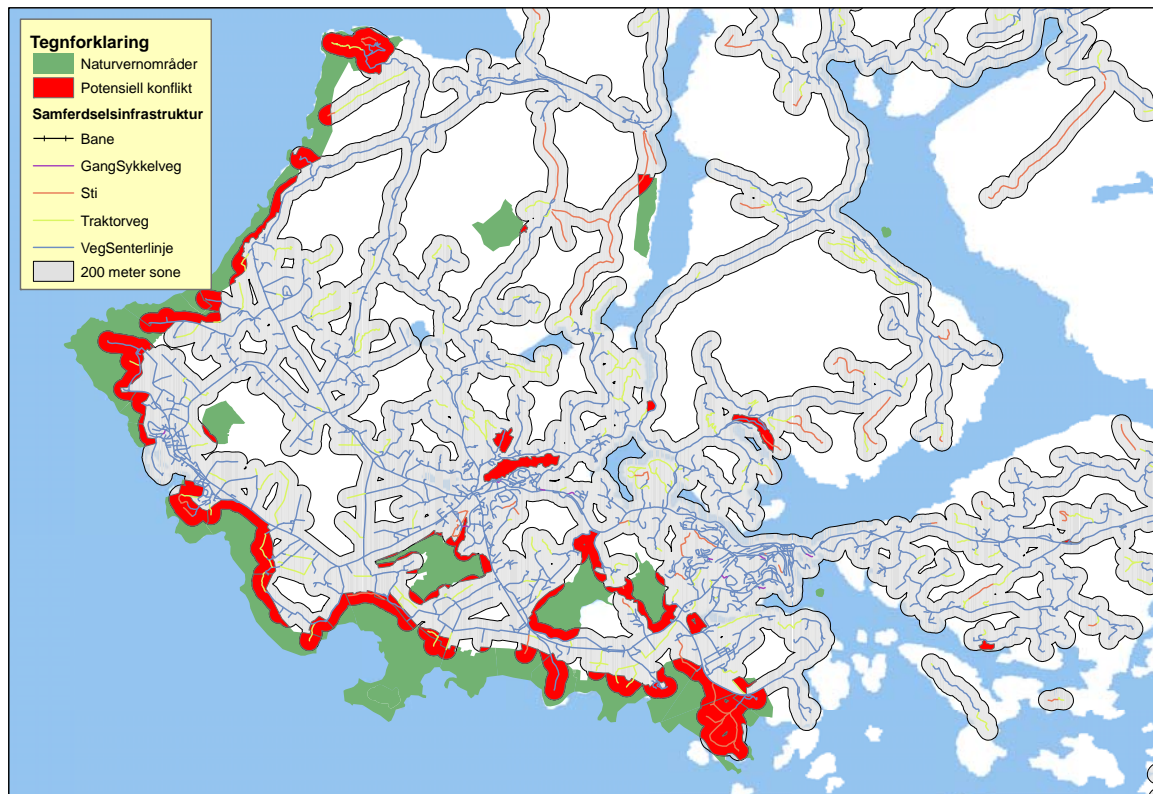 Tegnforklaring
Naturvernområder
Potensiell konflikt
Samferdselsinfrastruktur
Bane
GangSykkelveg
Sti
Traktorveg
VegSenterlinje
200 meter sone